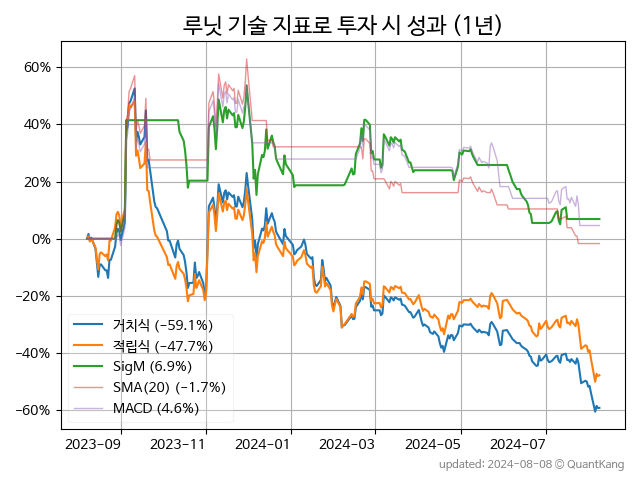 루닛 기술 지표로 투자 시 성과 (1년)
60%
40%
20%
0%
−20%
−40%
−60%
거치식 (−59.1%)
적립식 (−47.7%)
SigM (6.9%)
SMA(20) (−1.7%)
MACD (4.6%)
2023-09 2023-11 2024-01 2024-03 2024-05 2024-07
updated: 2024-08-08 © QuantKang